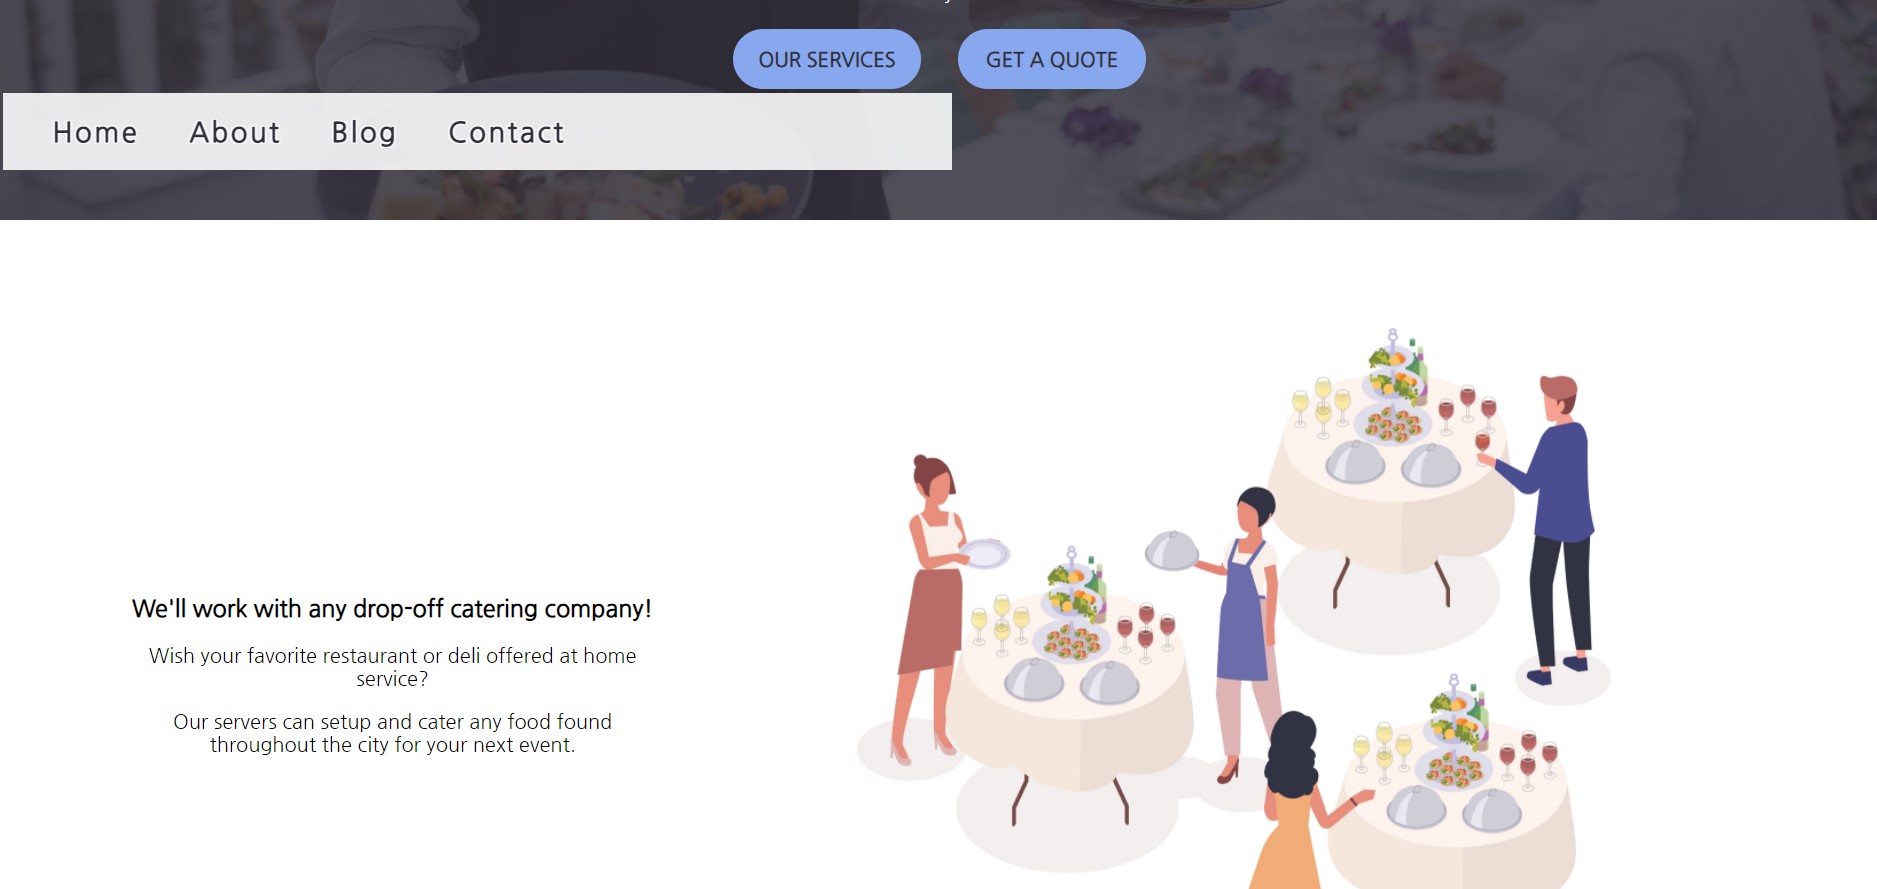 OUR SERVICES
GET A QUOTE
Home
About
Blog
Contact
We'll work with any drop-off catering company!
Wish your favorite restaurant or deli offered at home
service?
Our servers can setup and cater any food found
throughout the city for your next event.